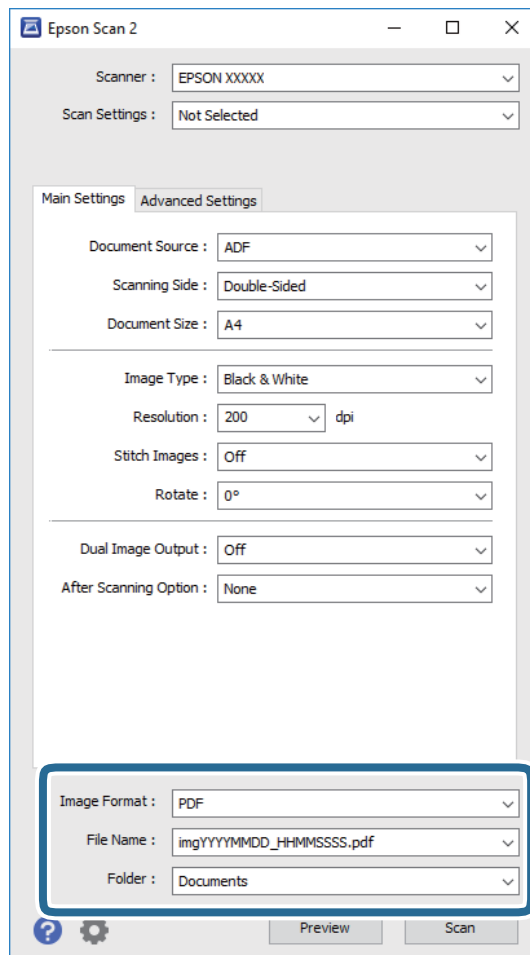 Epson Scan 2
Scanner : EPSON XXXXX
Scan Settings : Not Selected
Main Settings Advanced Settings
Document Source : ADF
Scanning Side : Double-Sided
Document Size : A4
Image Type : Black & White
Resolution : 200 dpi
Stitch Images : Off
Rotate : 0°
Dual Image Output : Off
After Scanning Option : None
Image Format : PDF
File Name : imgYYYYMMDD_HHMMSSSS.pdf
Folder : Documents
? Preview Scan